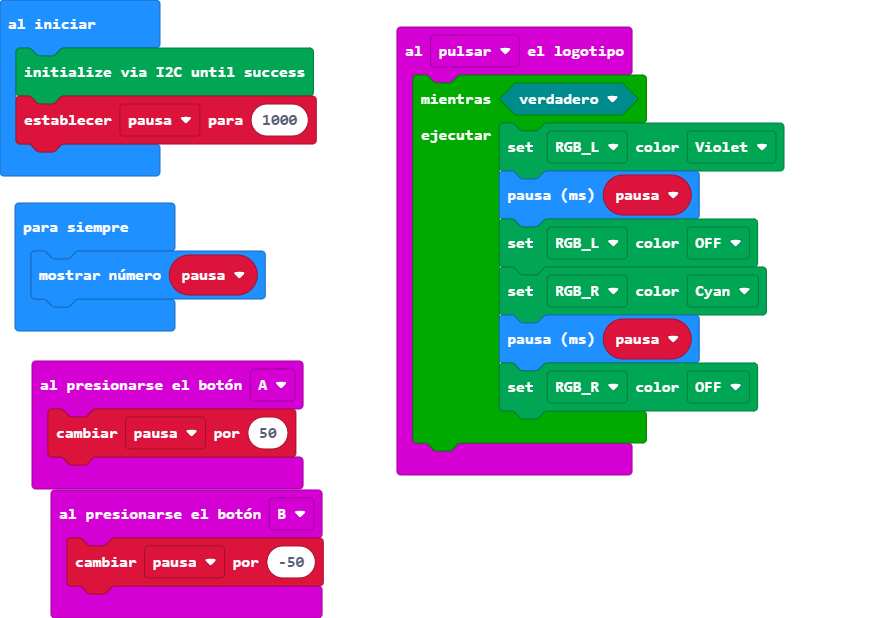 al iniciar
initialize via I2C until success
establecer pausa para 1000
para siempre
mostrar número pausa
al presionarse el botón A
cambiar pausa por 50
al presionarse el botón B
cambiar pausa por -50
al pulsar el logotipo
mientras verdadero
ejecutar
set RGB_L color Violet
pausa (ms) pausa
set RGB_L color OFF
set RGB_R color Cyan
pausa (ms) pausa
set RGB_R color OFF